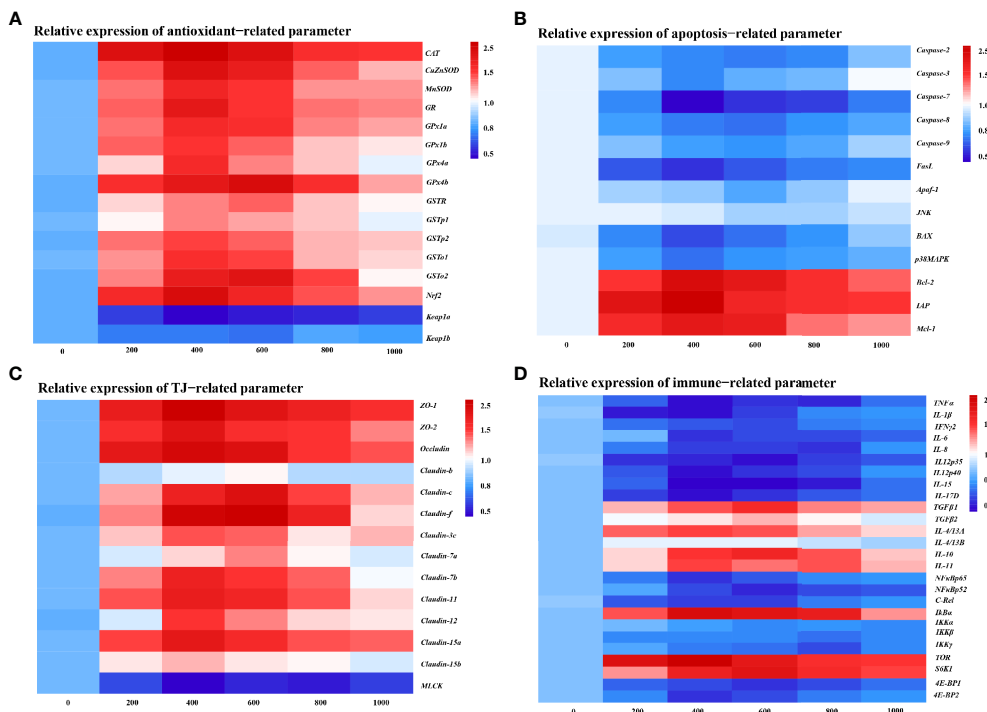 A
Relative expression of antioxidant−related parameter
CAT
CuZnSOD
MnSOD
GR
GPx1a
GPx1b
GPx4a
GPx4b
GSTR
GSTp1
GSTp2
GSTo1
GSTo2
Nrf2
Keap1a
Keap1b
0 200 400 600 800 1000
2.5
1.5
1.0
0.8
0.5
B
Relative expression of apoptosis−related parameter
Caspase-2
Caspase-3
Caspase-7
Caspase-8
Caspase-9
FasL
Apaf-1
JNK
BAX
p38MAPK
Bcl-2
IAP
Mcl-1
0 200 400 600 800 1000
2.5
1.5
1.0
0.8
0.5
C
Relative expression of TJ−related parameter
ZO-1
ZO-2
Occludin
Claudin-b
Claudin-c
Claudin-f
Claudin-3c
Claudin-7a
Claudin-7b
Claudin-11
Claudin-12
Claudin-15a
Claudin-15b
MLCK
0 200 400 600 800 1000
2.5
1.5
1.0
0.8
0.5
D
Relative expression of immune−related parameter
TNFα
IL-1β
IFNγ2
IL-6
IL-8
IL12p35
IL12p40
IL-15
IL-17D
TGFβ1
TGFβ2
IL-4/13A
IL-4/13B
IL-10
IL-11
NFκBp65
NFκBp52
C-Rel
IkBα
IKKα
IKKβ
IKKγ
TOR
S6K1
4E-BP1
4E-BP2
0 200 400 600 800 1000
2
1
1
0
0